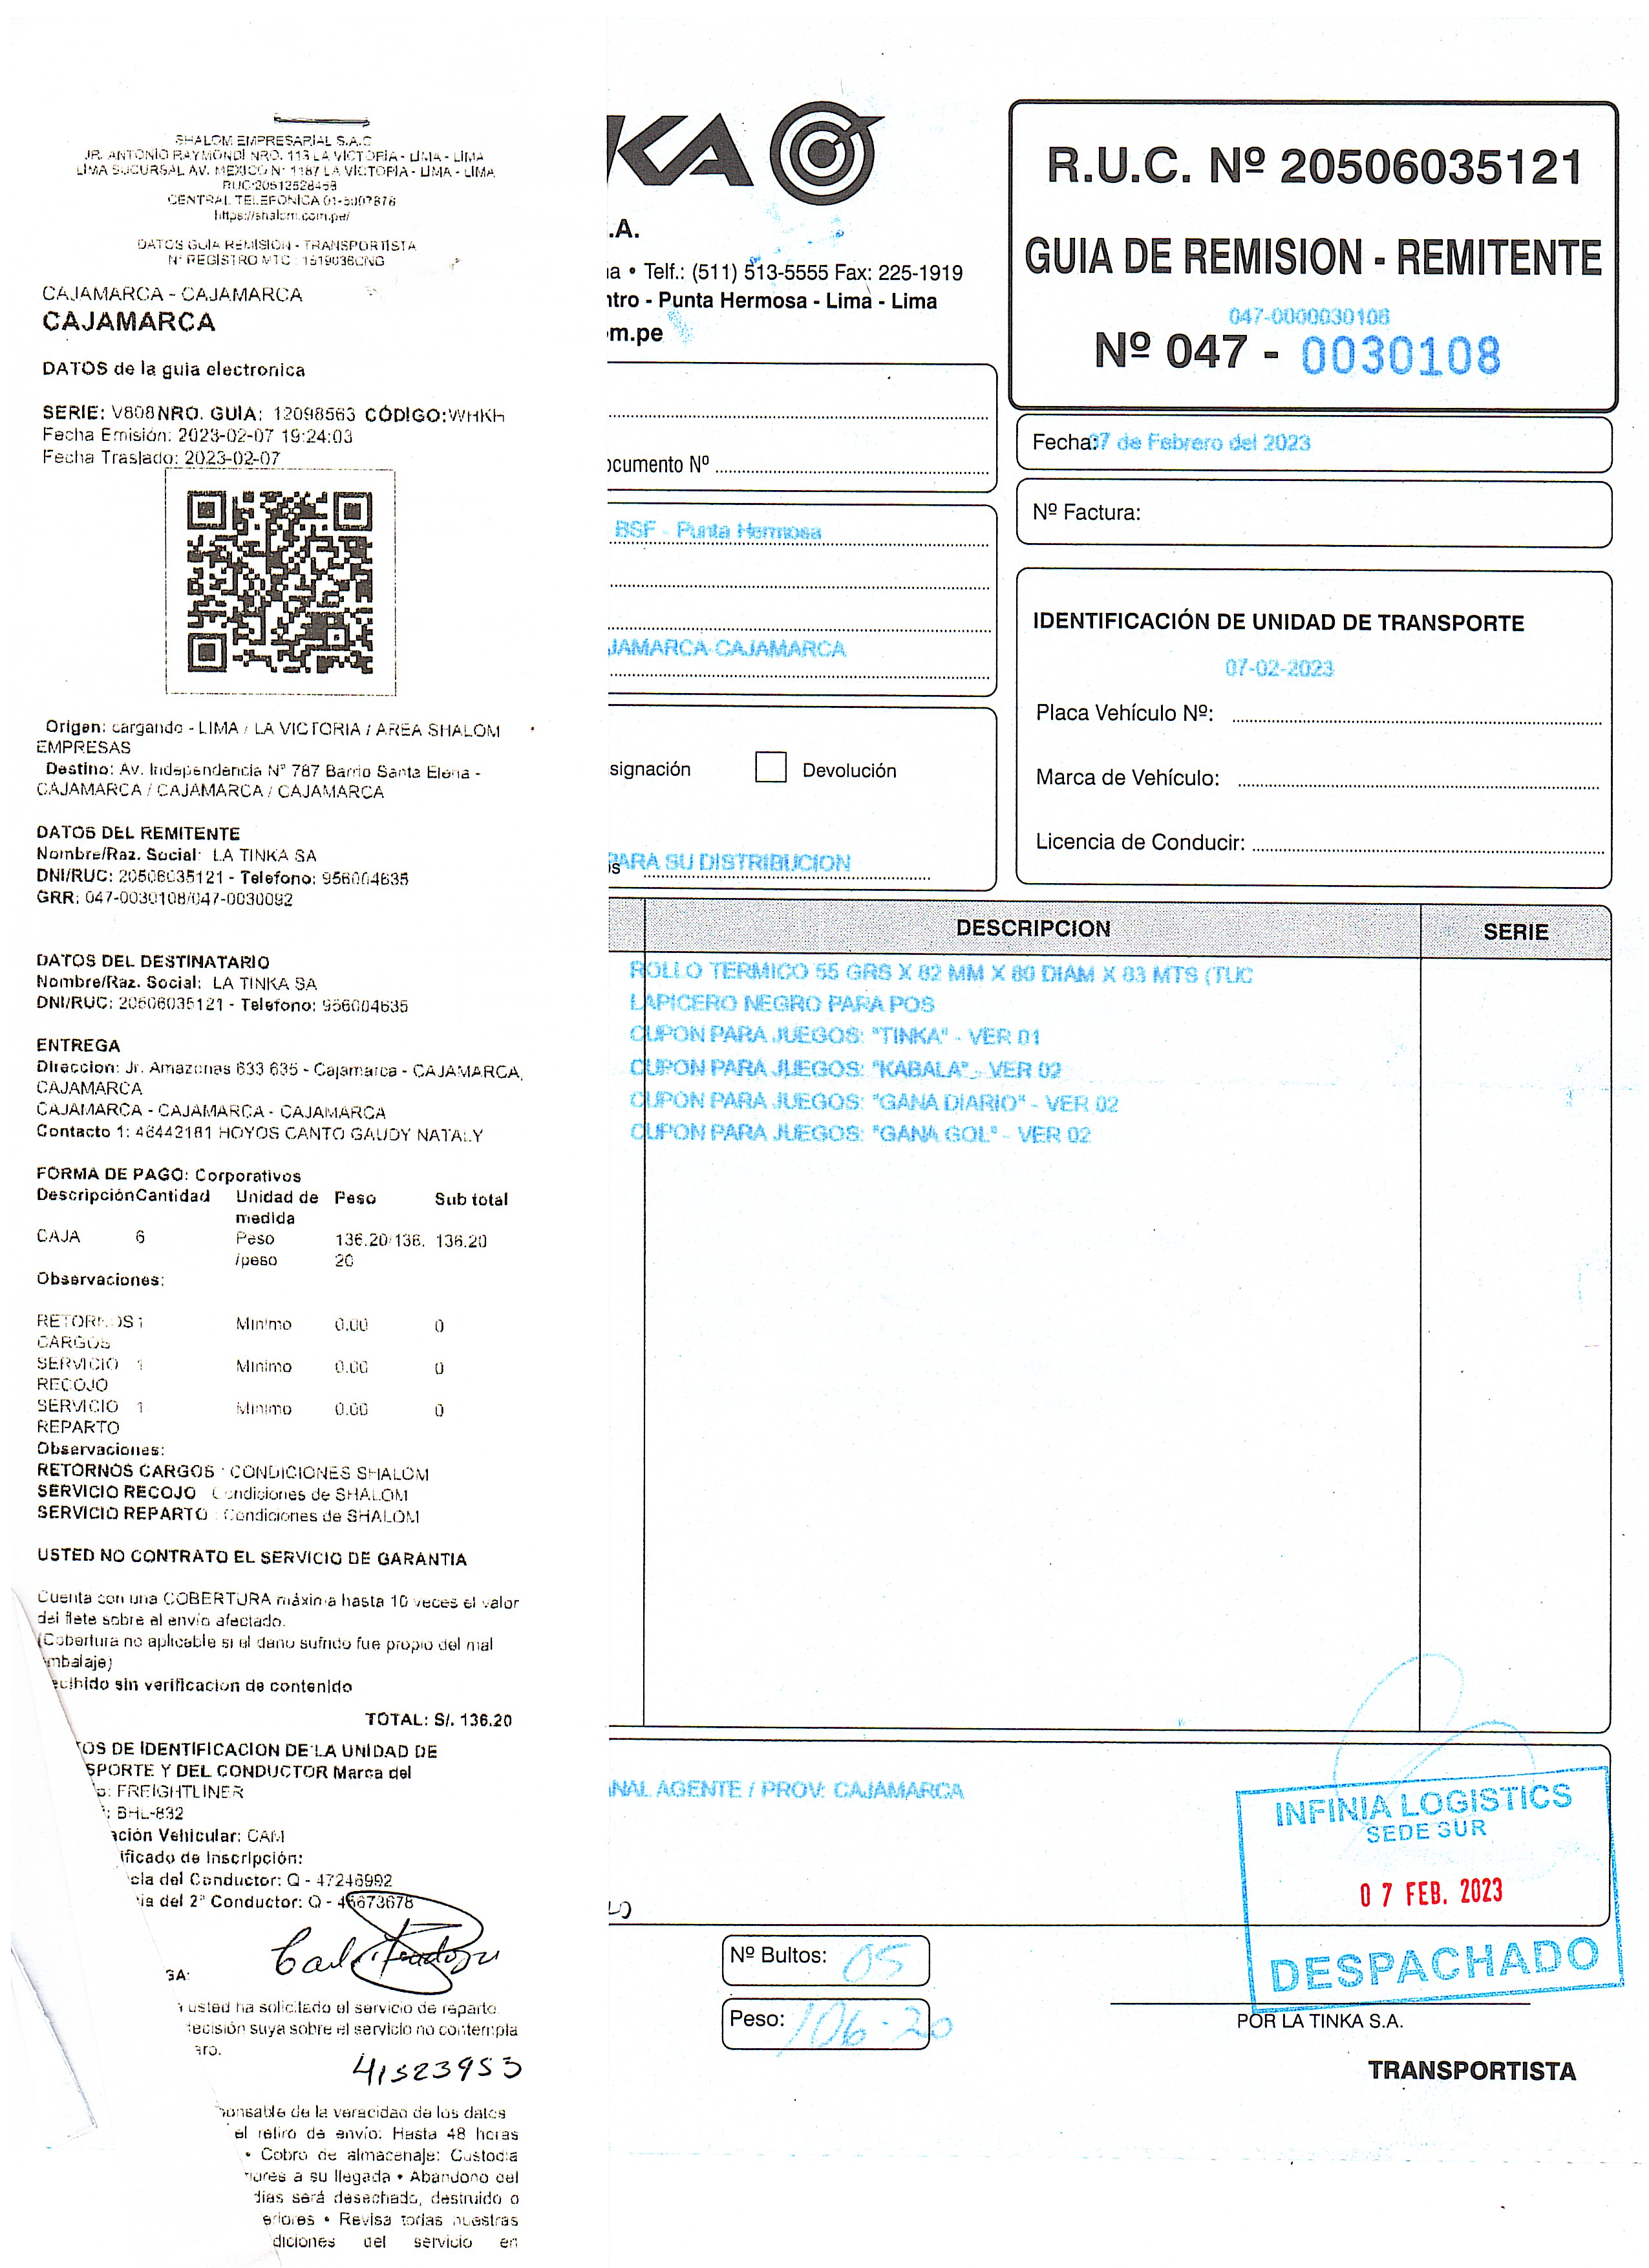 SHALOM EMPRESARIAL S.A.C
JR. ANTONIO RAYMONDI NRO. 113 LA VICTORIA - LIMA - LIMA
LIMA SUCURSAL AV. MEXICO N° 1187 LA VICTORIA - LIMA - LIMA
RUC:20512528458
CENTRAL TELEFONICA 01-5007878
https://shalom.com.pe/
DATOS GUIA REMISION - TRANSPORTISTA
N° REGISTRO MTC : 1519036CNG
CAJAMARCA - CAJAMARCA
CAJAMARCA
DATOS de la guia electronica
SERIE: V808 NRO. GUIA: 12098563 CÓDIGO: WHKH
Fecha Emisión: 2023-02-07 19:24:03
Fecha Traslado: 2023-02-07
Origen: cargando - LIMA / LA VICTORIA / AREA SHALOM
EMPRESAS
Destino: Av. Independencia N° 787 Barrio Santa Elena -
CAJAMARCA / CAJAMARCA / CAJAMARCA
DATOS DEL REMITENTE
Nombre/Raz. Social: LA TINKA SA
DNI/RUC: 20506035121 - Telefono: 956004635
GRR: 047-0030108/047-0030092
DATOS DEL DESTINATARIO
Nombre/Raz. Social: LA TINKA SA
DNI/RUC: 20506035121 - Telefono: 956004635
ENTREGA
Direccion: Jr. Amazonas 633 635 - Cajamarca - CAJAMARCA,
CAJAMARCA
CAJAMARCA - CAJAMARCA - CAJAMARCA
Contacto 1: 46442181 HOYOS CANTO GAUDY NATALY
FORMA DE PAGO: Corporativos
Descripción Cantidad Unidad de medida Peso Sub total
CAJA 6 Peso /peso 136.20/136.20 136.20
Observaciones:
RETORNOS CARGOS 1 Minimo 0.00 0
SERVICIO RECOJO 1 Minimo 0.00 0
SERVICIO REPARTO 1 Minimo 0.00 0
Observaciones:
RETORNOS CARGOS : CONDICIONES SHALOM
SERVICIO RECOJO : Condiciones de SHALOM
SERVICIO REPARTO : Condiciones de SHALOM
USTED NO CONTRATO EL SERVICIO DE GARANTIA
Cuenta con una COBERTURA máxima hasta 10 veces el valor
del flete sobre el envío afectado.
(Cobertura no aplicable si el daño sufrido fue propio del mal
mbalaje)
ecibido sin verificacion de contenido
TOTAL: S/. 136.20
TOS DE IDENTIFICACION DE LA UNIDAD DE
SPORTE Y DEL CONDUCTOR Marca del
o: FREIGHTLINER
: BHL-832
ación Vehicular: CAM
ificado de Inscripción:
cia del Conductor: Q - 47246992
ia del 2° Conductor: Q - 45673678
GA:
usted ha solicitado el servicio de reparto.
ecisión suya sobre el servicio no contempla
aro.
41523953
onsable de la veracidad de los datos
el retiro de envío: Hasta 48 horas
• Cobro de almacenaje: Custodia
ores a su llegada • Abandono del
días será desechado, destruido o
eriores • Revisa todas nuestras
diciones del servicio en
KA
.A.
a • Telf.: (511) 513-5555 Fax: 225-1919
ntro - Punta Hermosa - Lima - Lima
m.pe
R.U.C. Nº 20506035121
GUIA DE REMISION - REMITENTE
047-0000030108
Nº 047 - 0030108
ocumento Nº
Fecha: 07 de Febrero del 2023
Nº Factura:
BSF - Punta Hermosa
JAMARCA-CAJAMARCA
IDENTIFICACIÓN DE UNIDAD DE TRANSPORTE
07-02-2023
Placa Vehículo Nº:
Marca de Vehículo:
Licencia de Conducir:
signación Devolución
s PARA SU DISTRIBUCION
DESCRIPCION SERIE
ROLLO TERMICO 55 GRS X 82 MM X 80 DIAM X 83 MTS (TUC
LAPICERO NEGRO PARA POS
CUPON PARA JUEGOS: "TINKA" - VER 01
CUPON PARA JUEGOS: "KABALA" - VER 02
CUPON PARA JUEGOS: "GANA DIARIO" - VER 02
CUPON PARA JUEGOS: "GANA GOL" - VER 02
NAL AGENTE / PROV: CAJAMARCA
INFINIA LOGISTICS
SEDE SUR
07 FEB. 2023
DESPACHADO
Nº Bultos: 05
Peso: 106.20
POR LA TINKA S.A.
TRANSPORTISTA